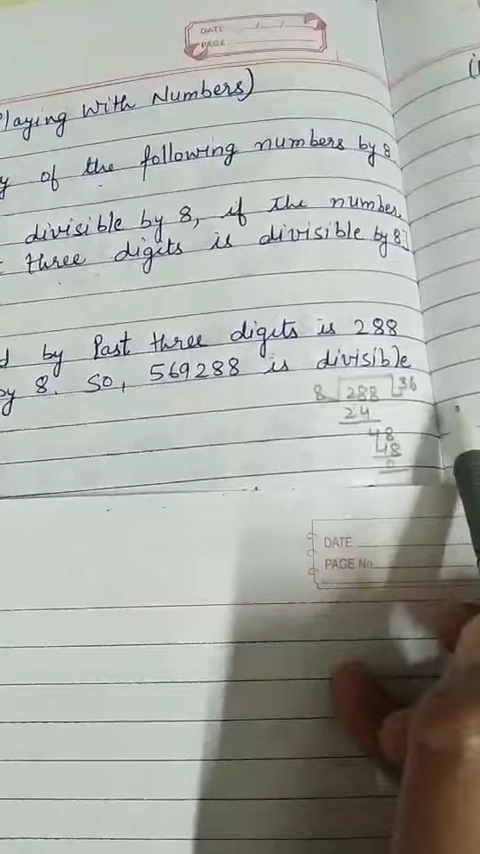 DATE / /
PAGE
Playing With Numbers)
of the following numbers by 8
divisible by 8, if the number
three digits is divisible by 8]
by Past three digits is 288
by 8. So, 569288 is divisible
8 288 36
24
48
48
0
DATE
PAGE No.